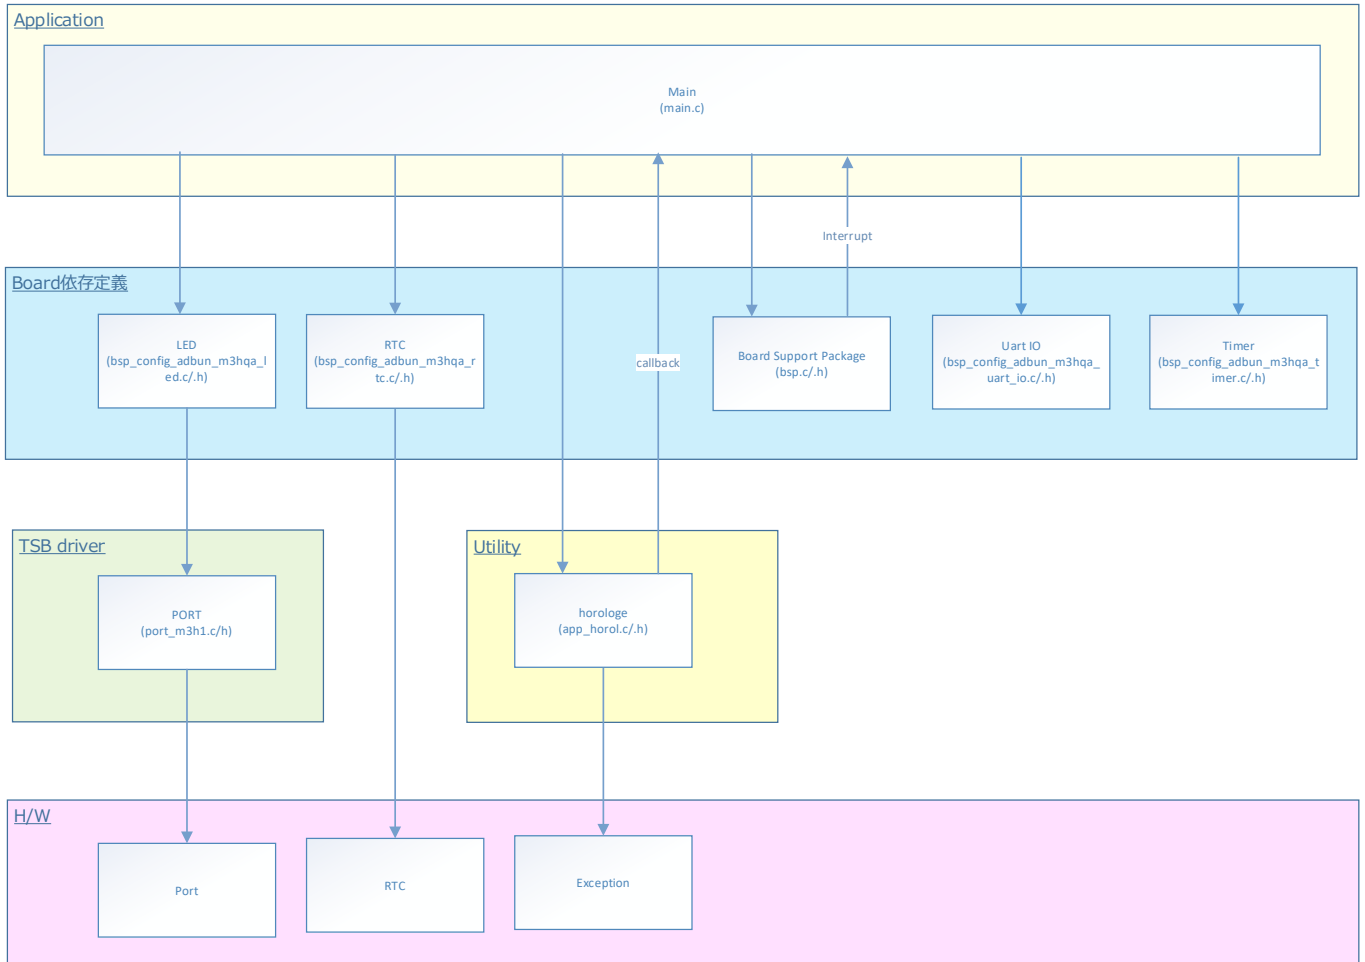 Application
Main
(main.c)
Interrupt
Board依存定義
LED
(bsp_config_adbun_m3hqa_l
ed.c/.h)
RTC
(bsp_config_adbun_m3hqa_r
tc.c/.h)
callback
Board Support Package
(bsp.c/.h)
Uart IO
(bsp_config_adbun_m3hqa_
uart_io.c/.h)
Timer
(bsp_config_adbun_m3hqa_t
imer.c/.h)
TSB driver
PORT
(port_m3h1.c/h)
Utility
horologe
(app_horol.c/.h)
H/W
Port
RTC
Exception